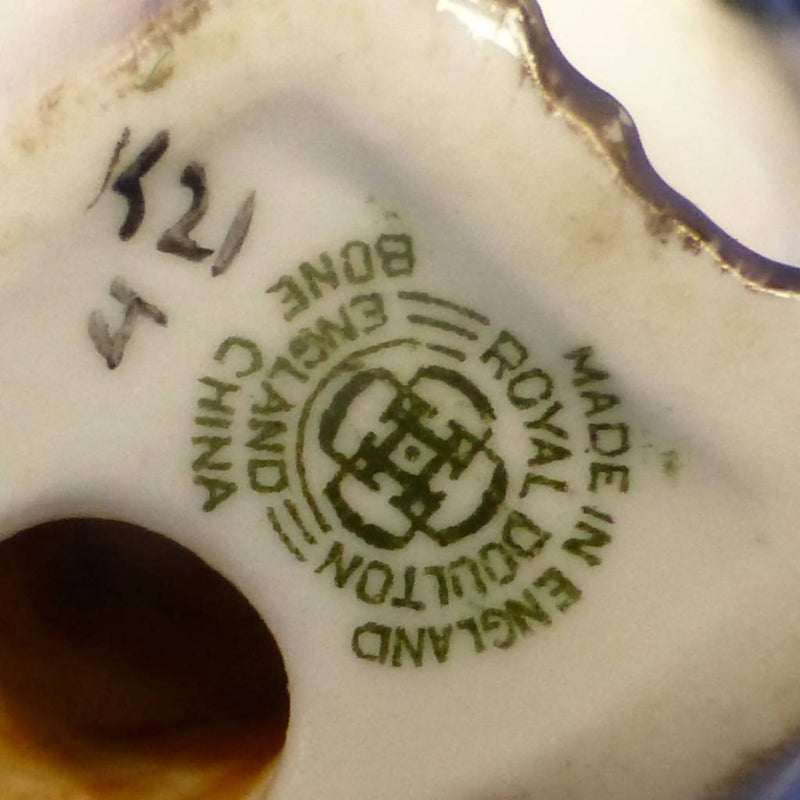 K21
4
BONE CHINA
ENGLAND
ROYAL DOULTON
MADE IN ENGLAND